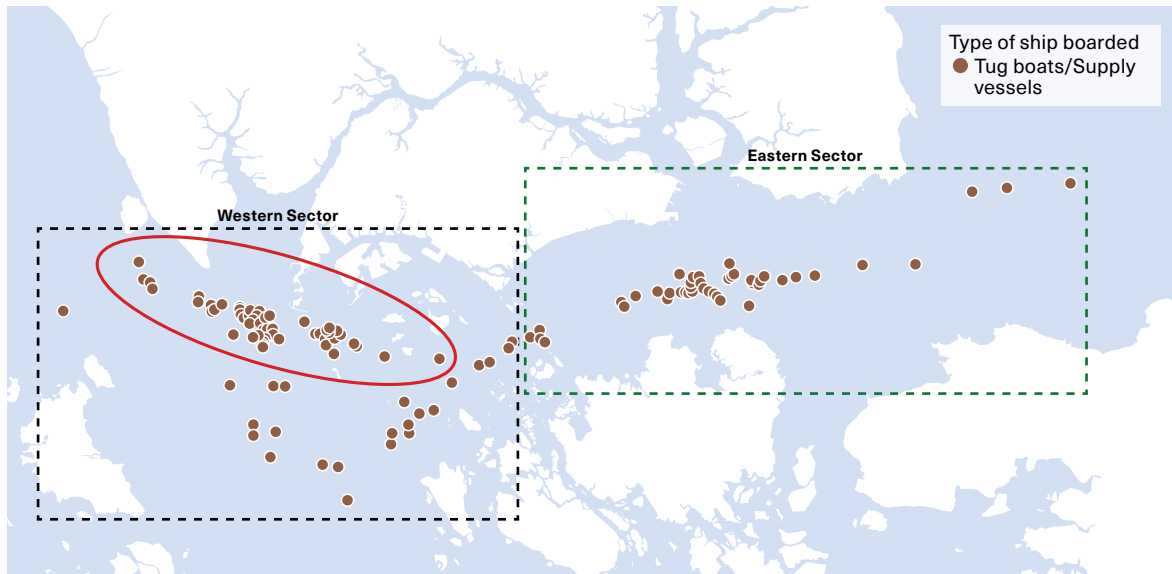 Type of ship boarded
Tug boats/Supply
vessels
Eastern Sector
Western Sector